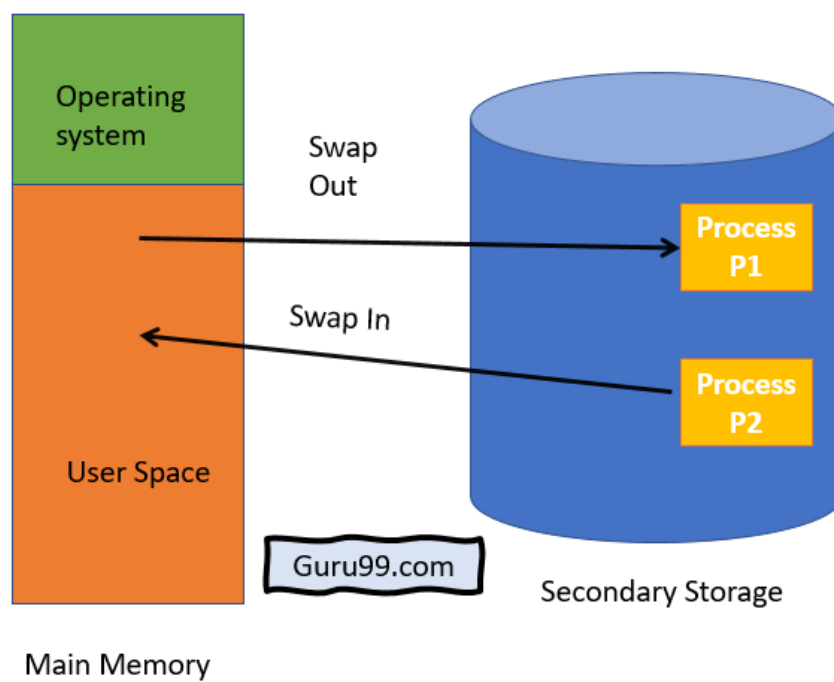 Operating
system
Swap
Out
Process
P1
Swap In
Process
P2
User Space
Guru99.com
Secondary Storage
Main Memory